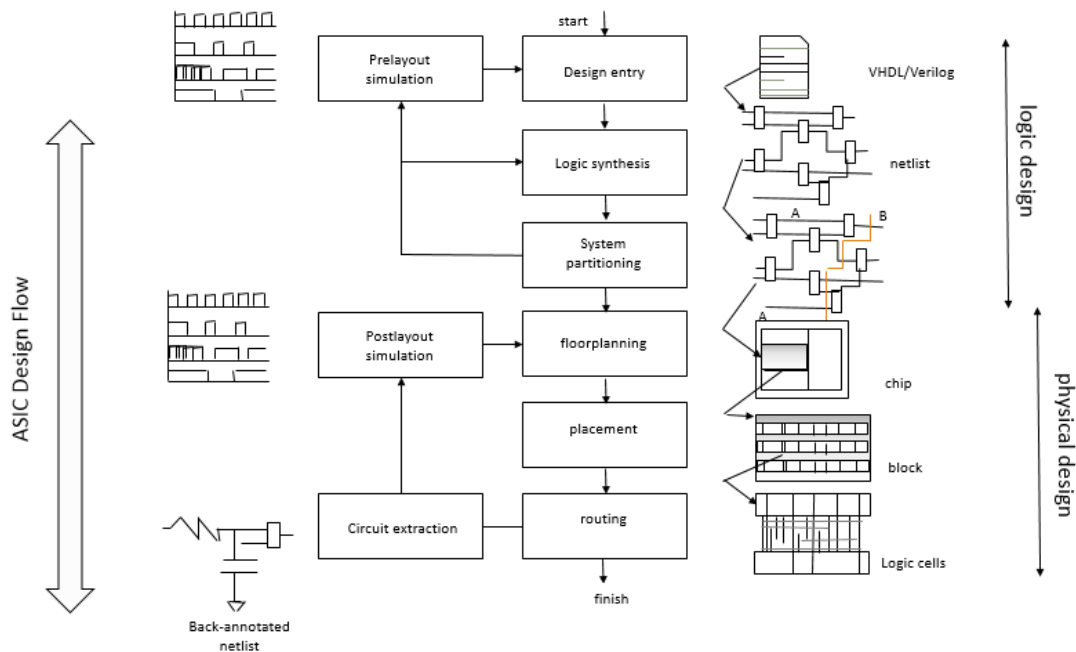 start
Prelayout
simulation
Design entry
VHDL/Verilog
Logic synthesis
netlist
logic design
A
B
System
partitioning
ASIC Design Flow
Postlayout
simulation
floorplanning
A
chip
placement
physical design
block
Circuit extraction
routing
Logic cells
finish
Back-annotated
netlist